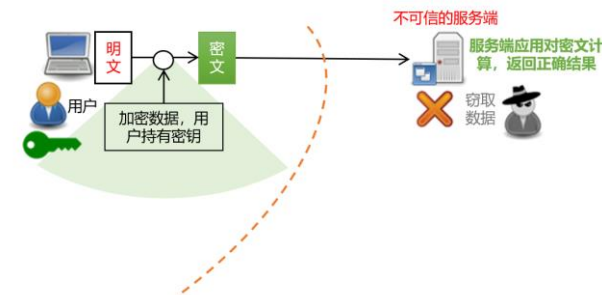 不可信的服务端
明文
密文
服务端应用对密文计
算，返回正确结果
用户
加密数据，用
户持有密钥
窃取
数据